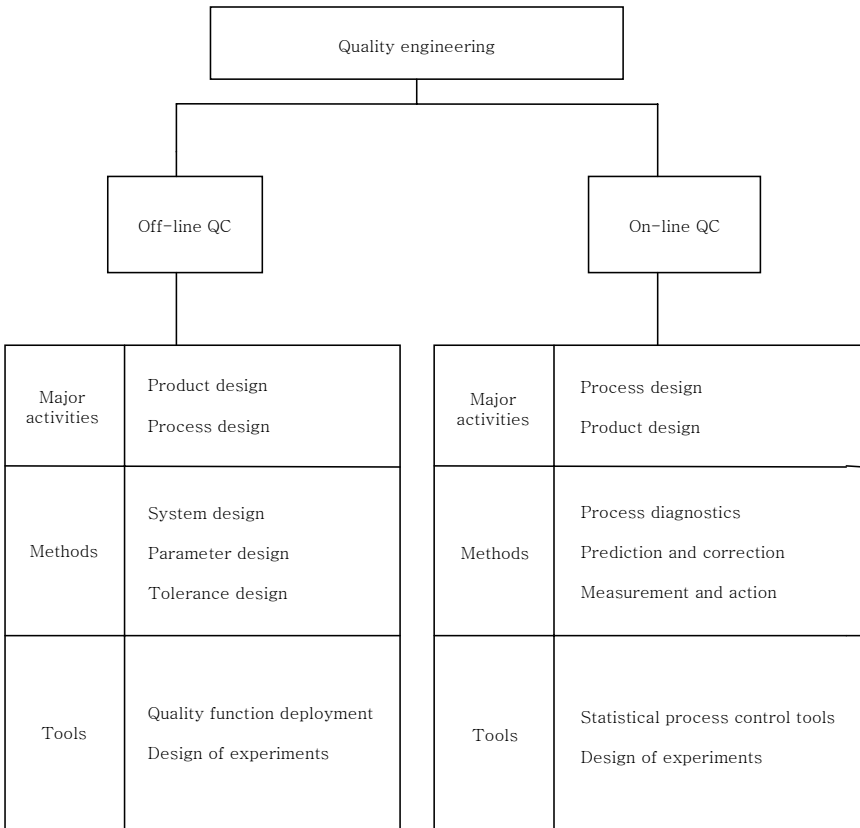 Quality engineering
Off-line QC
On-line QC
Major
activities
Product design
Process design
Methods
System design
Parameter design
Tolerance design
Tools
Quality function deployment
Design of experiments
Major
activities
Process design
Product design
Methods
Process diagnostics
Prediction and correction
Measurement and action
Tools
Statistical process control tools
Design of experiments